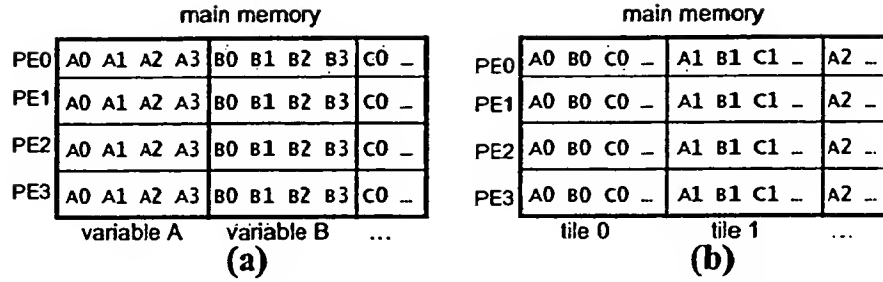 main memory
PE0 A0 A1 A2 A3 B0 B1 B2 B3 C0 ...
PE1 A0 A1 A2 A3 B0 B1 B2 B3 C0 ...
PE2 A0 A1 A2 A3 B0 B1 B2 B3 C0 ...
PE3 A0 A1 A2 A3 B0 B1 B2 B3 C0 ...
variable A variable B ...
(a)
main memory
PE0 A0 B0 C0 ... A1 B1 C1 ... A2 ...
PE1 A0 B0 C0 ... A1 B1 C1 ... A2 ...
PE2 A0 B0 C0 ... A1 B1 C1 ... A2 ...
PE3 A0 B0 C0 ... A1 B1 C1 ... A2 ...
tile 0 tile 1 ...
(b)